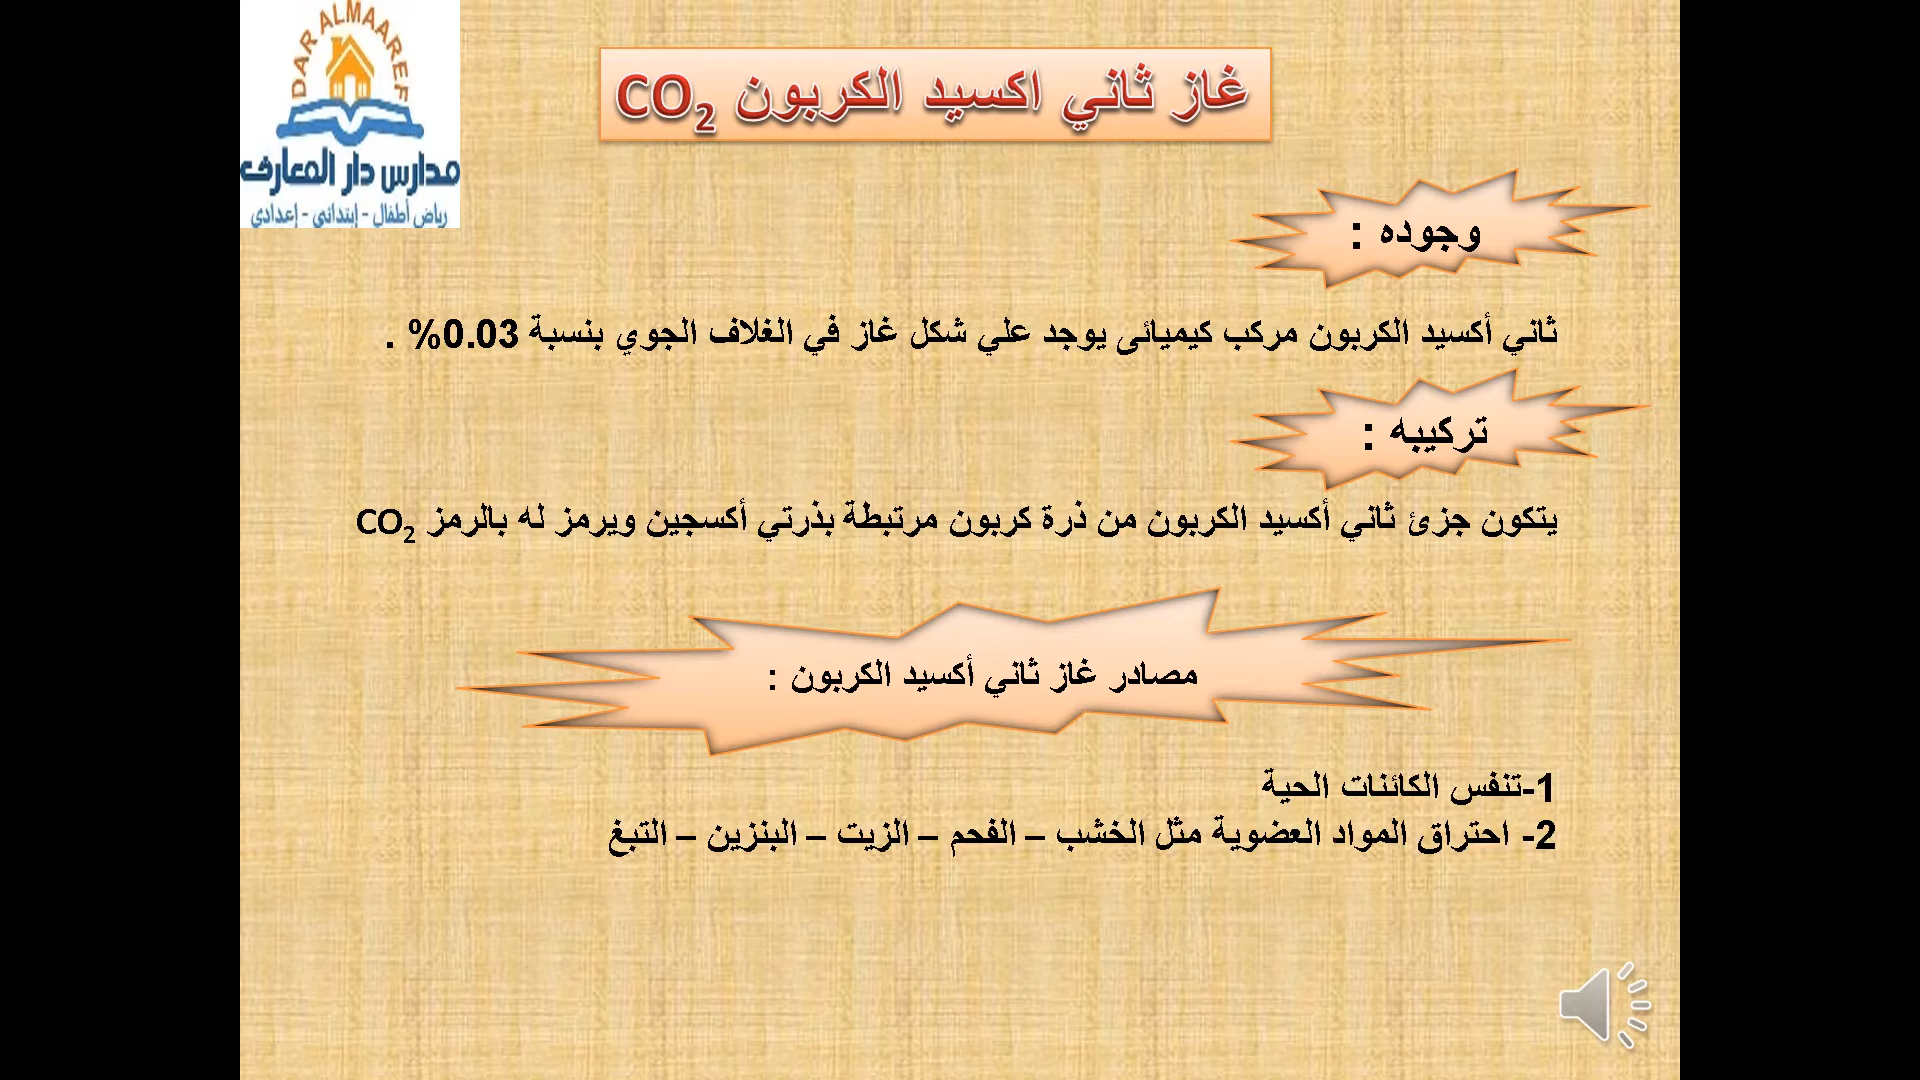 DAR ALMAAREF
مدارس دار المعارف
رياض أطفال - إبتدائى - إعدادى
غاز ثاني اكسيد الكربون CO₂
وجوده :
ثاني أكسيد الكربون مركب كيميائى يوجد علي شكل غاز في الغلاف الجوي بنسبة 0.03% .
تركيبه :
يتكون جزئ ثاني أكسيد الكربون من ذرة كربون مرتبطة بذرتي أكسجين ويرمز له بالرمز CO₂
مصادر غاز ثاني أكسيد الكربون :
1-تنفس الكائنات الحية
2- احتراق المواد العضوية مثل الخشب – الفحم – الزيت – البنزين – التبغ